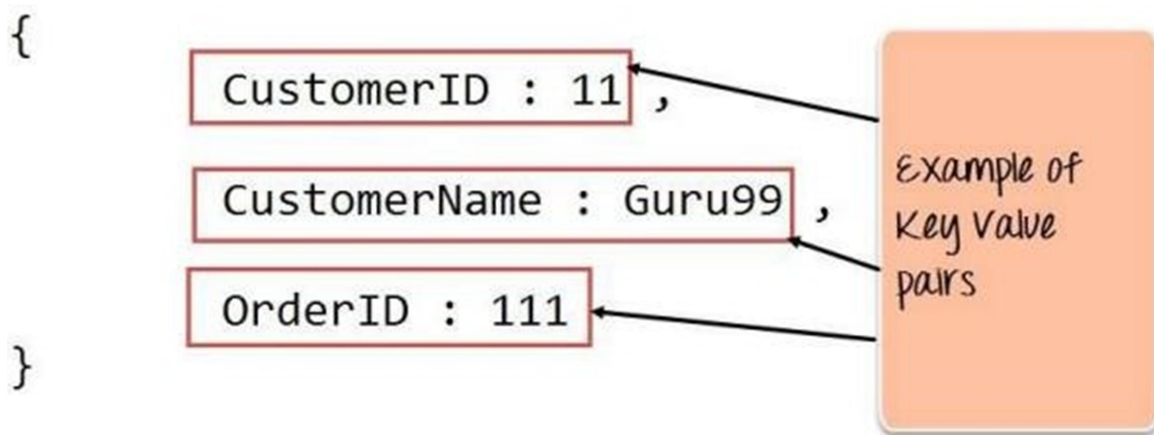 {
CustomerID : 11 ,
CustomerName : Guru99 ,
OrderID : 111
}
Example of
Key Value
pairs